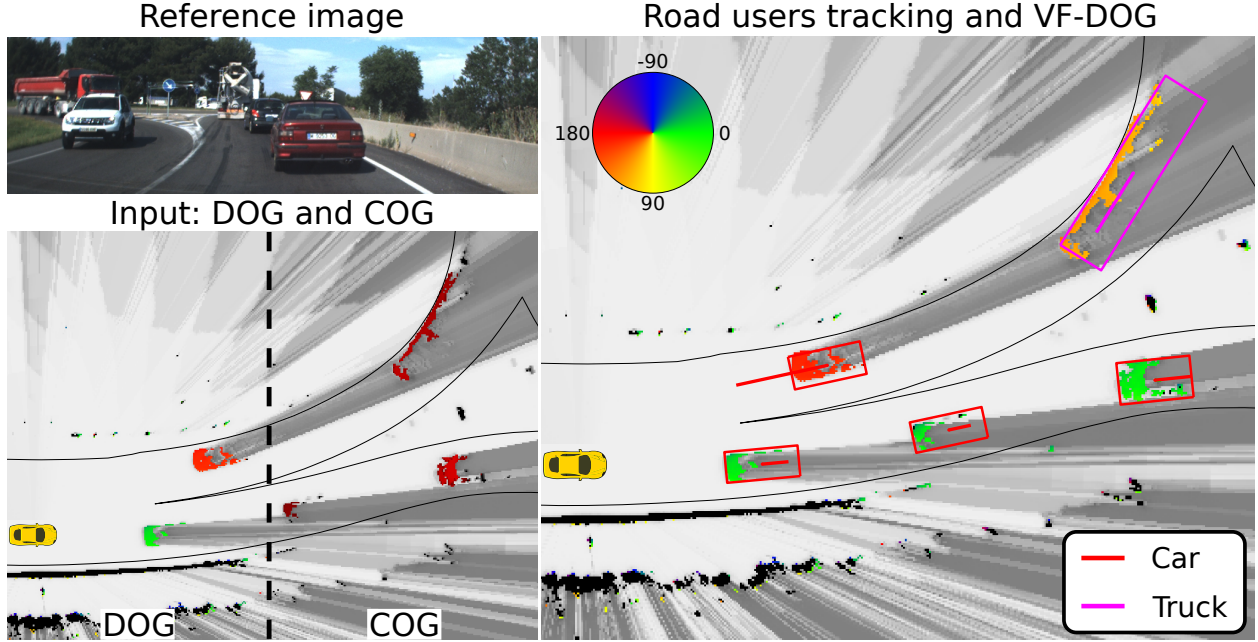 Reference image
Input: DOG and COG
DOG
COG
Road users tracking and VF-DOG
-90
180
0
90
Car
Truck